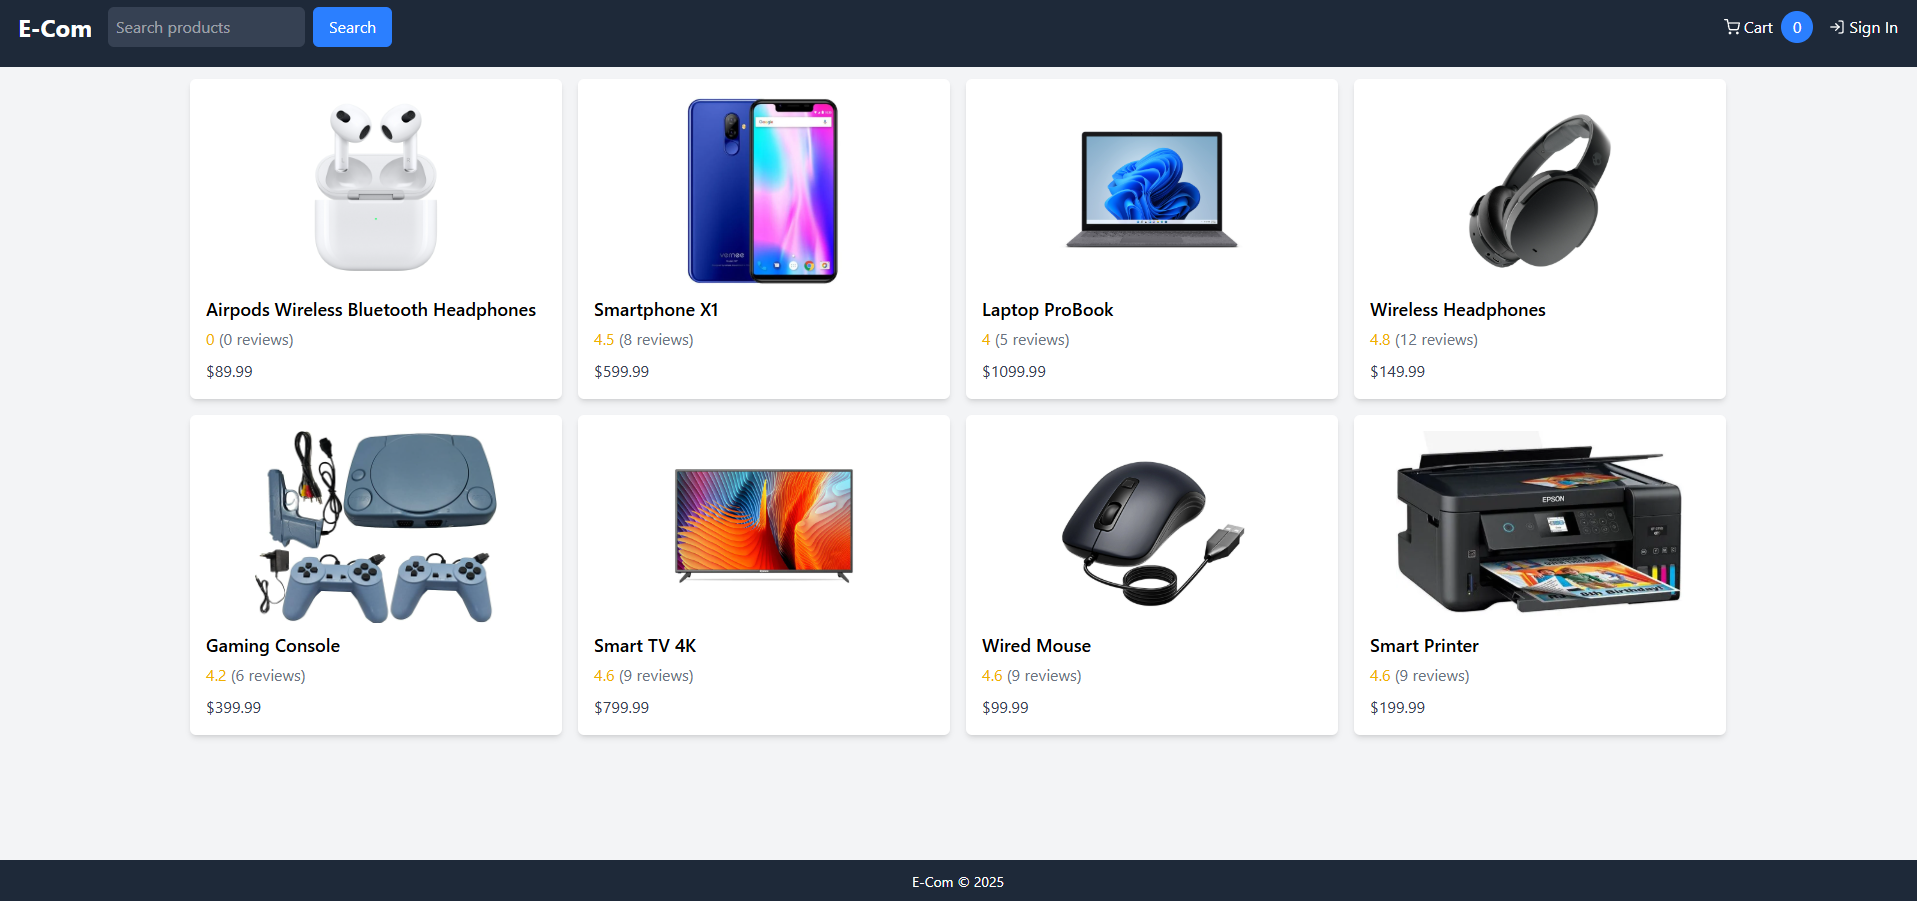 E-Com
Search products
Search
Cart
0
Sign In
Google
vernee
Airpods Wireless Bluetooth Headphones
0 (0 reviews)
$89.99
Smartphone X1
4.5 (8 reviews)
$599.99
Laptop ProBook
4 (5 reviews)
$1099.99
Wireless Headphones
4.8 (12 reviews)
$149.99
EPSON
6th Birthday!
Gaming Console
4.2 (6 reviews)
$399.99
Smart TV 4K
4.6 (9 reviews)
$799.99
Wired Mouse
4.6 (9 reviews)
$99.99
Smart Printer
4.6 (9 reviews)
$199.99
E-Com © 2025